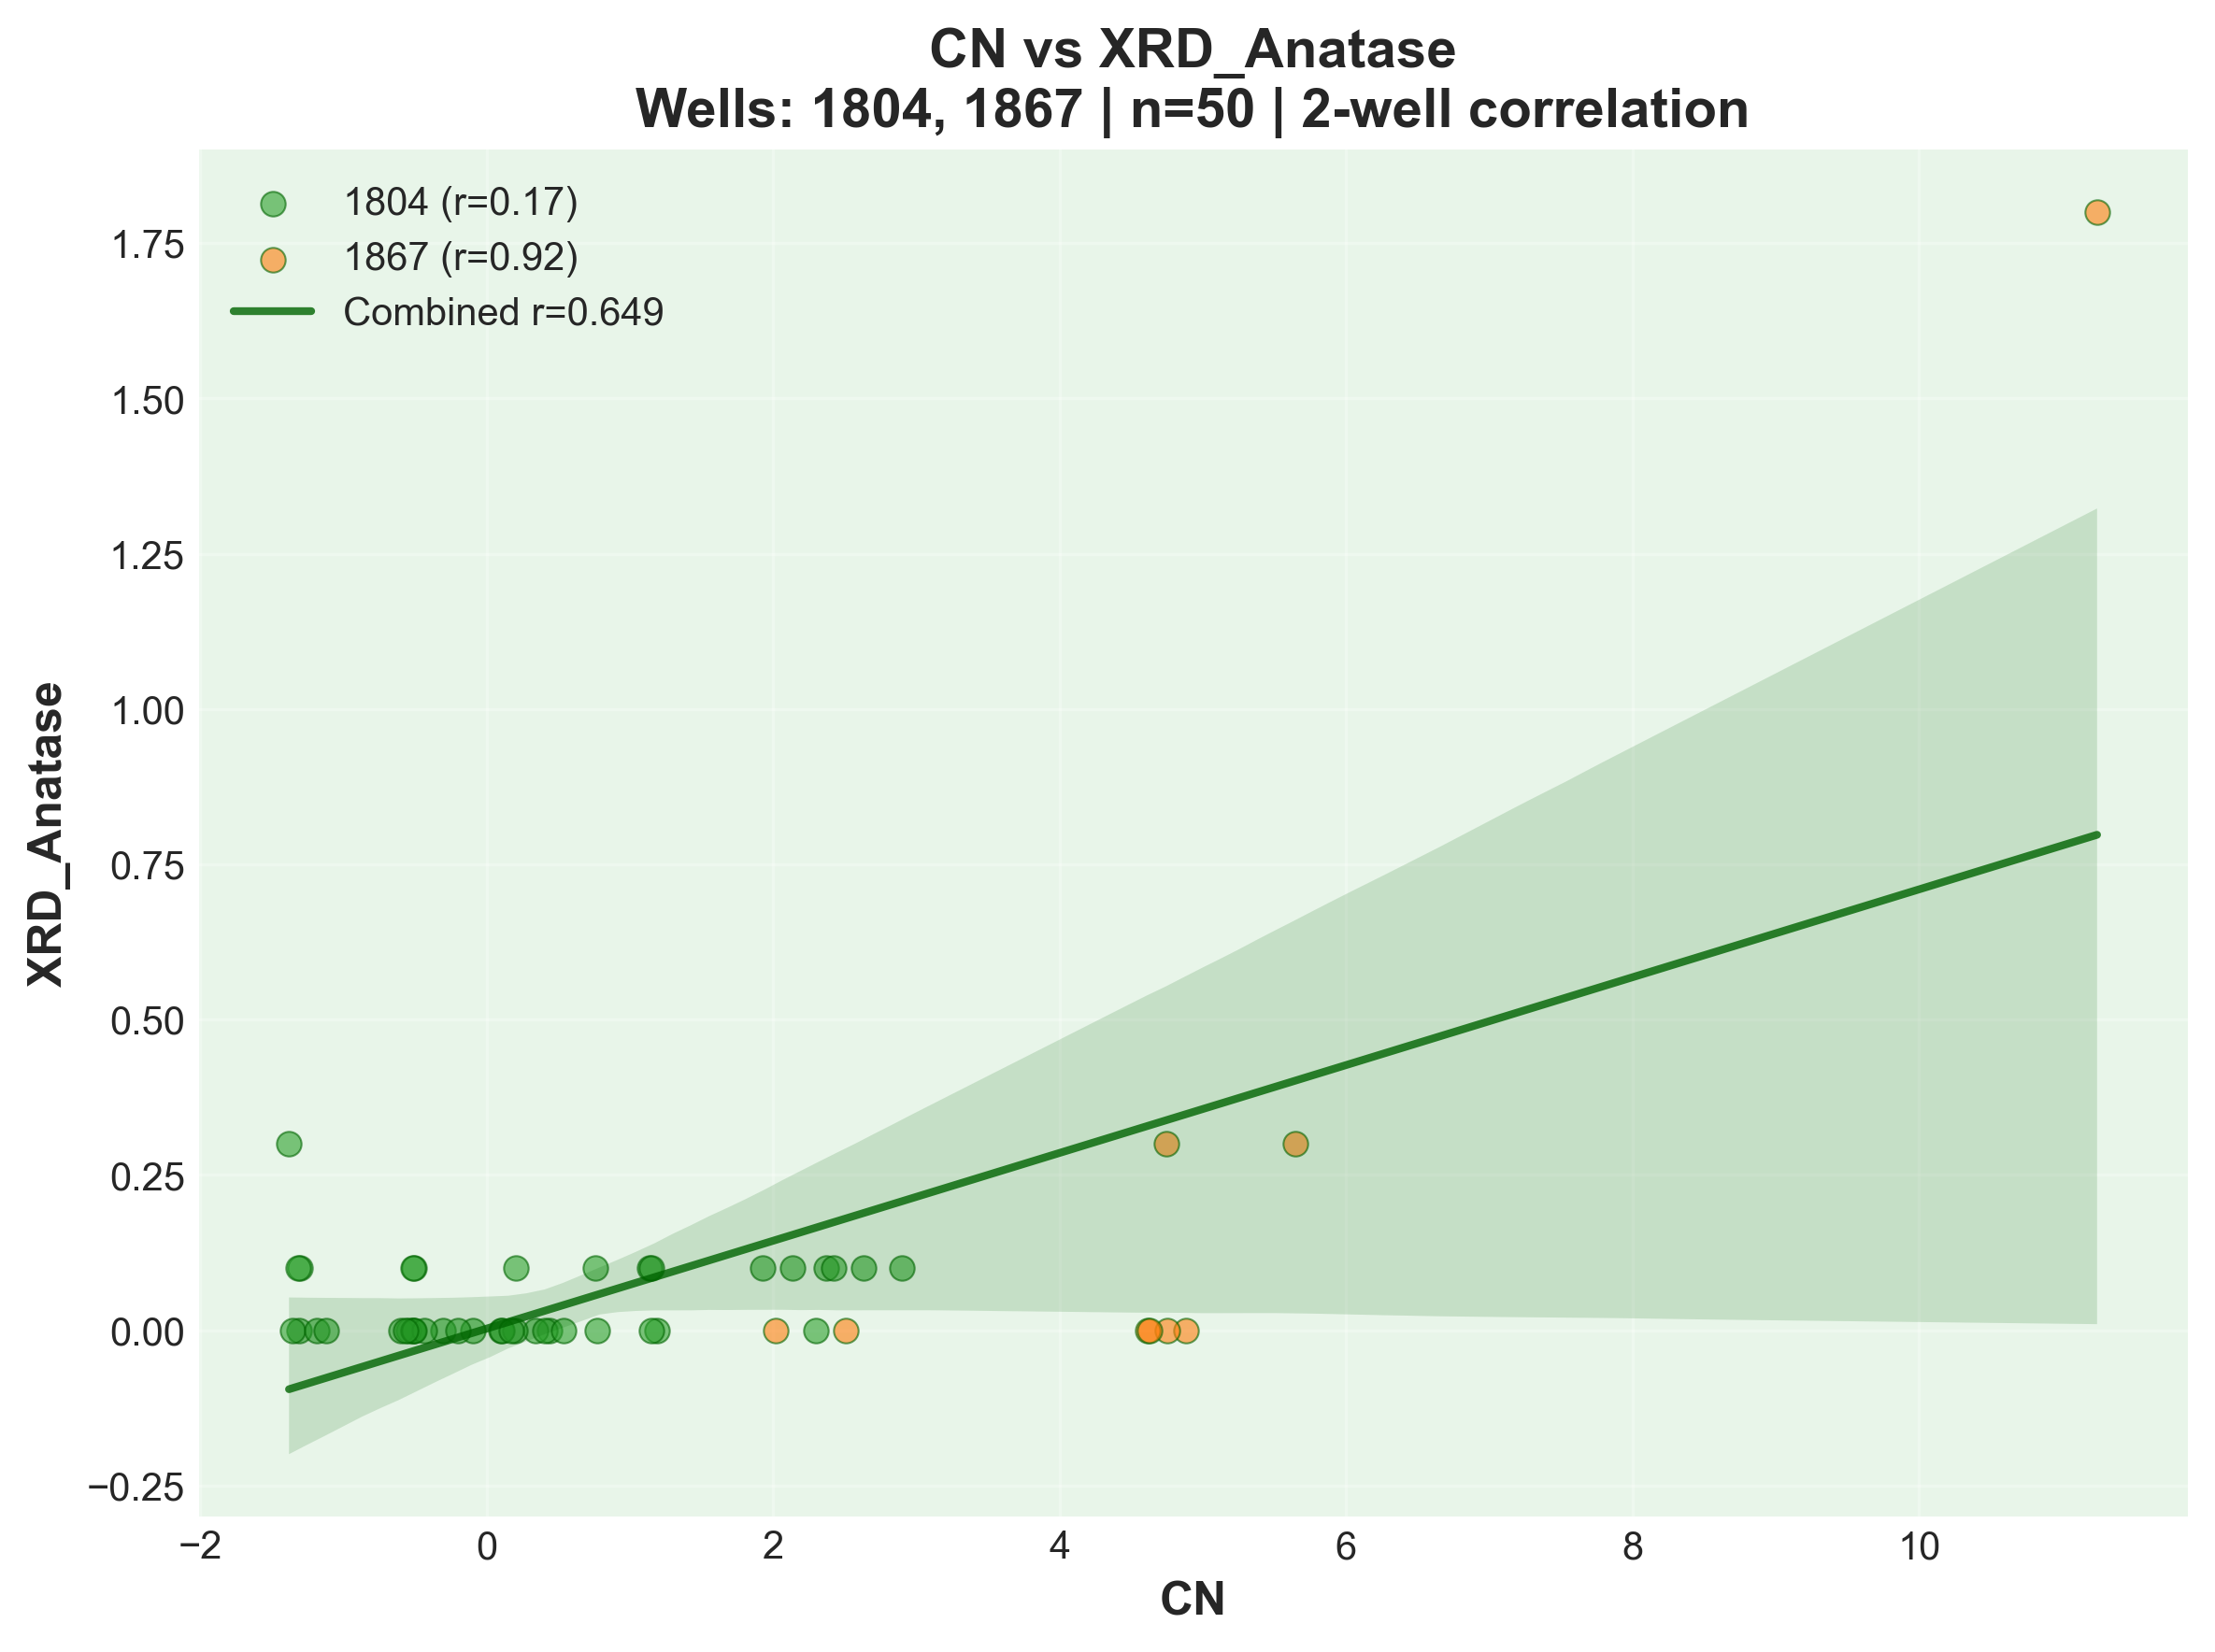 CN vs XRD_Anatase
Wells: 1804, 1867 | n=50 | 2-well correlation
1804 (r=0.17)
1867 (r=0.92)
Combined r=0.649
XRD_Anatase
1.75
1.50
1.25
1.00
0.75
0.50
0.25
0.00
−0.25
−2
0
2
4
6
8
10
CN